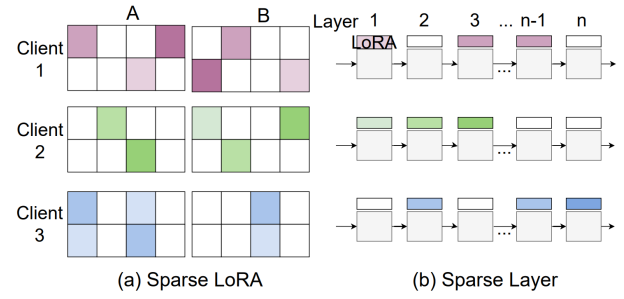 A B
Layer 1 2 3 ... n-1 n
LoRA
Client
1
...
Client
2
...
Client
3
...
(a) Sparse LoRA
(b) Sparse Layer